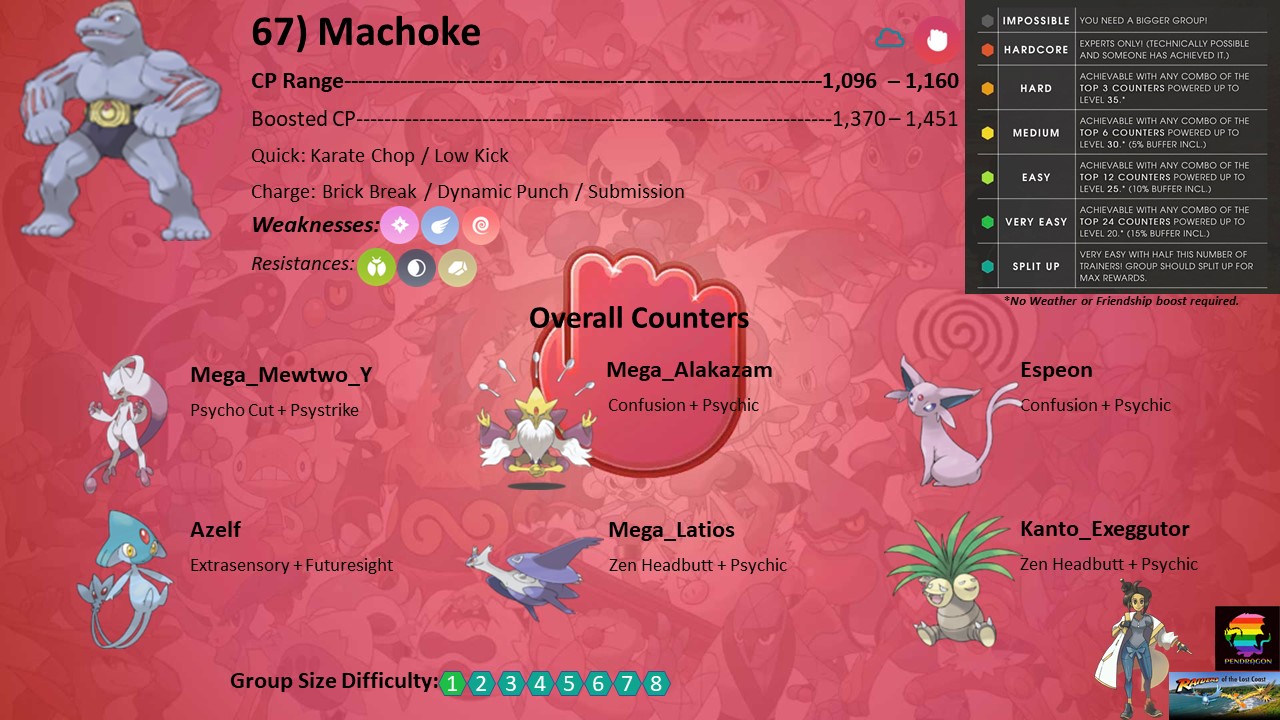 67) Machoke
CP Range--------------------------------------------------------------------------------1,096 – 1,160
Boosted CP-------------------------------------------------------------------------------1,370 – 1,451
Quick: Karate Chop / Low Kick
Charge: Brick Break / Dynamic Punch / Submission
Weaknesses:
Resistances:
IMPOSSIBLE YOU NEED A BIGGER GROUP!
HARDCORE EXPERTS ONLY! (TECHNICALLY POSSIBLE
AND SOMEONE HAS ACHIEVED IT.)
HARD ACHIEVABLE WITH ANY COMBO OF THE
TOP 3 COUNTERS POWERED UP TO
LEVEL 35.*
MEDIUM ACHIEVABLE WITH ANY COMBO OF THE
TOP 6 COUNTERS POWERED UP TO
LEVEL 30.* (5% BUFFER INCL.)
EASY ACHIEVABLE WITH ANY COMBO OF THE
TOP 12 COUNTERS POWERED UP TO
LEVEL 25.* (10% BUFFER INCL.)
VERY EASY ACHIEVABLE WITH ANY COMBO OF THE
TOP 24 COUNTERS POWERED UP TO
LEVEL 20.* (15% BUFFER INCL.)
SPLIT UP VERY EASY WITH HALF THIS NUMBER OF
TRAINERS! GROUP SHOULD SPLIT UP FOR
MAX REWARDS.
*No Weather or Friendship boost required.
Overall Counters
Mega_Mewtwo_Y
Psycho Cut + Psystrike
Mega_Alakazam
Confusion + Psychic
Espeon
Confusion + Psychic
Azelf
Extrasensory + Futuresight
Mega_Latios
Zen Headbutt + Psychic
Kanto_Exeggutor
Zen Headbutt + Psychic
Group Size Difficulty: 1 2 3 4 5 6 7 8
PENDRAGON
RAIDERS of the Lost Coast